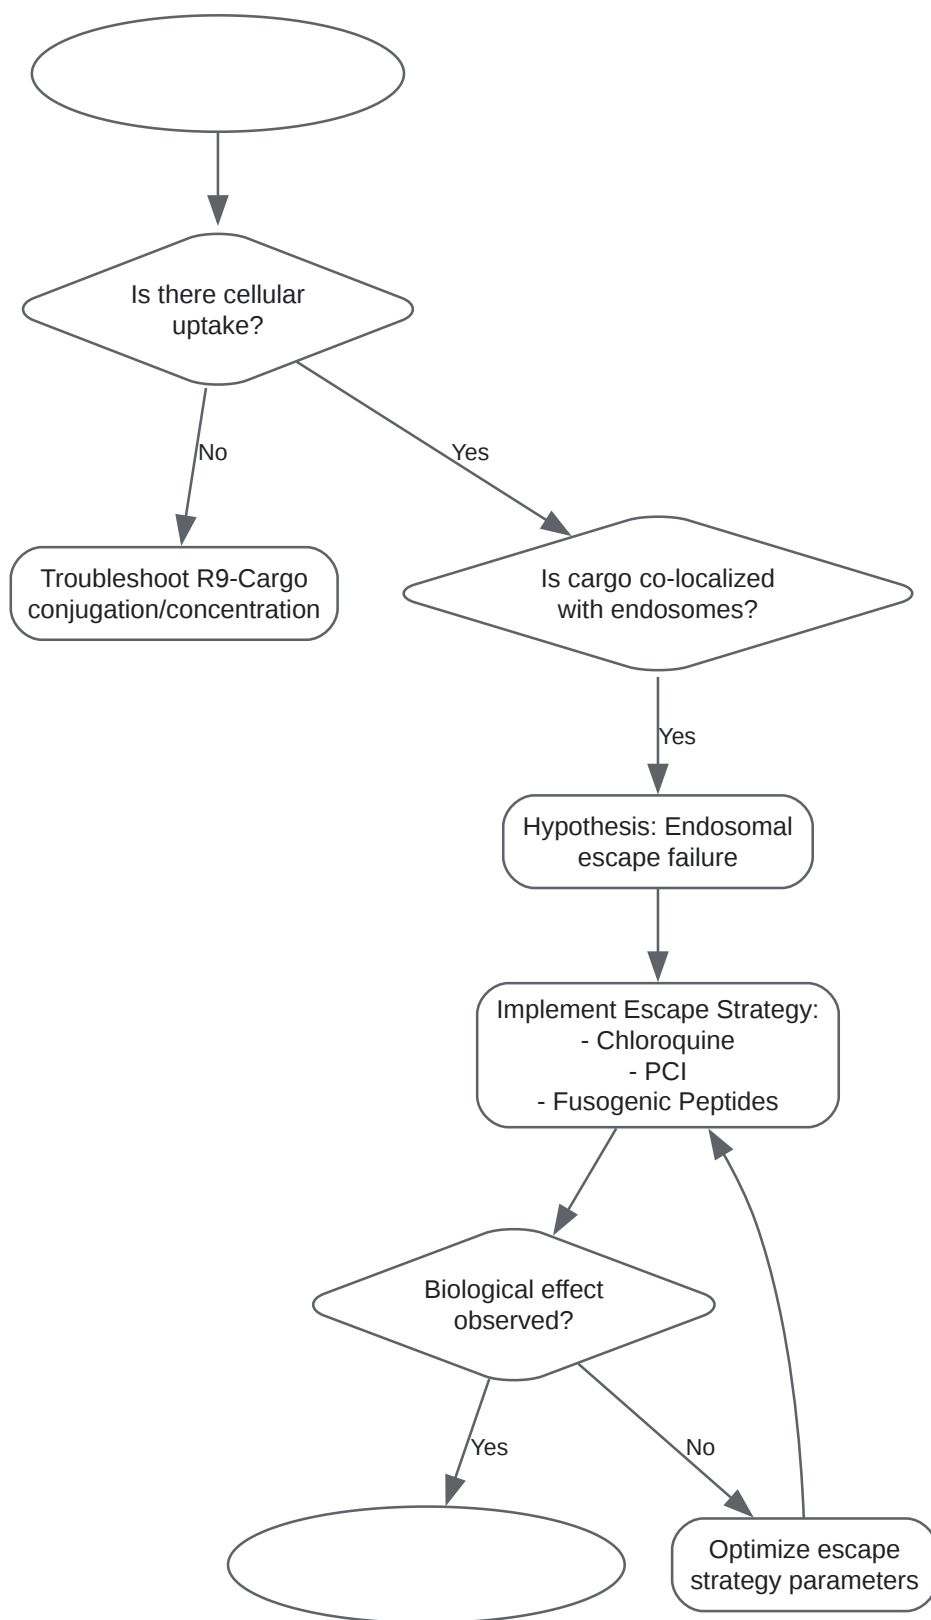 Is there cellular
uptake?
No
Yes
Troubleshoot R9-Cargo
conjugation/concentration
Is cargo co-localized
with endosomes?
Yes
Hypothesis: Endosomal
escape failure
Implement Escape Strategy:
- Chloroquine
- PCI
- Fusogenic Peptides
Biological effect
observed?
Yes
No
Optimize escape
strategy parameters